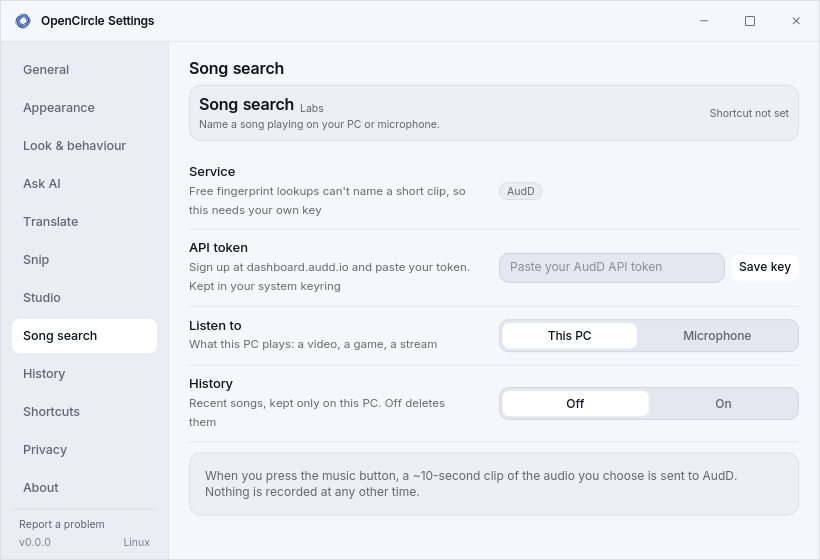 OpenCircle Settings
General
Appearance
Look & behaviour
Ask AI
Translate
Snip
Studio
Song search
History
Shortcuts
Privacy
About
Report a problem
v0.0.0 Linux
Song search
Song search Labs
Name a song playing on your PC or microphone.
Shortcut not set
Service
Free fingerprint lookups can't name a short clip, so
this needs your own key
AudD
API token
Sign up at dashboard.audd.io and paste your token.
Kept in your system keyring
Paste your AudD API token
Save key
Listen to
What this PC plays: a video, a game, a stream
This PC Microphone
History
Recent songs, kept only on this PC. Off deletes
them
Off On
When you press the music button, a ~10-second clip of the audio you choose is sent to AudD.
Nothing is recorded at any other time.